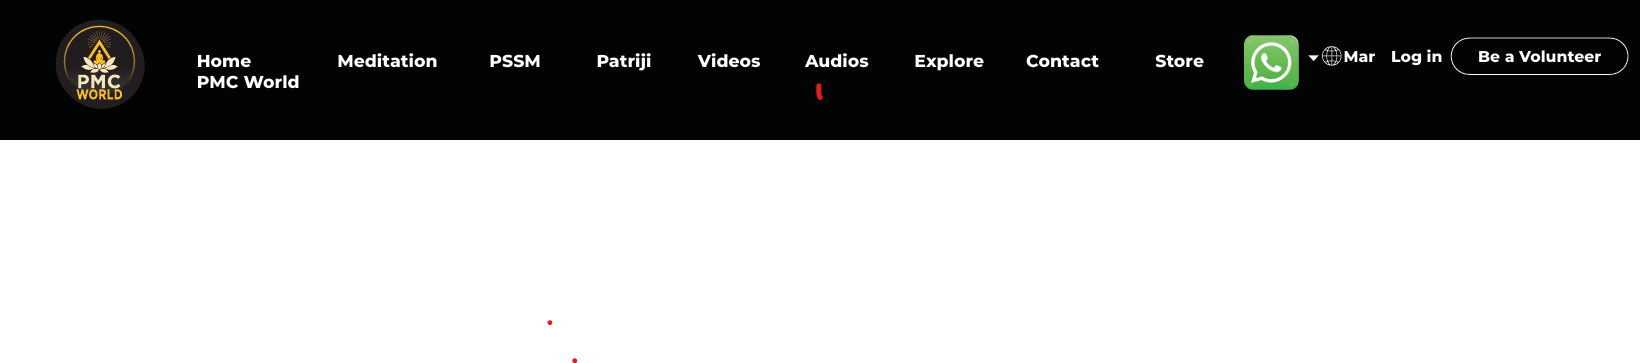 PMC
WORLD
Home Meditation PSSM Patriji Videos Audios Explore Contact Store Mar Log in Be a Volunteer
PMC World